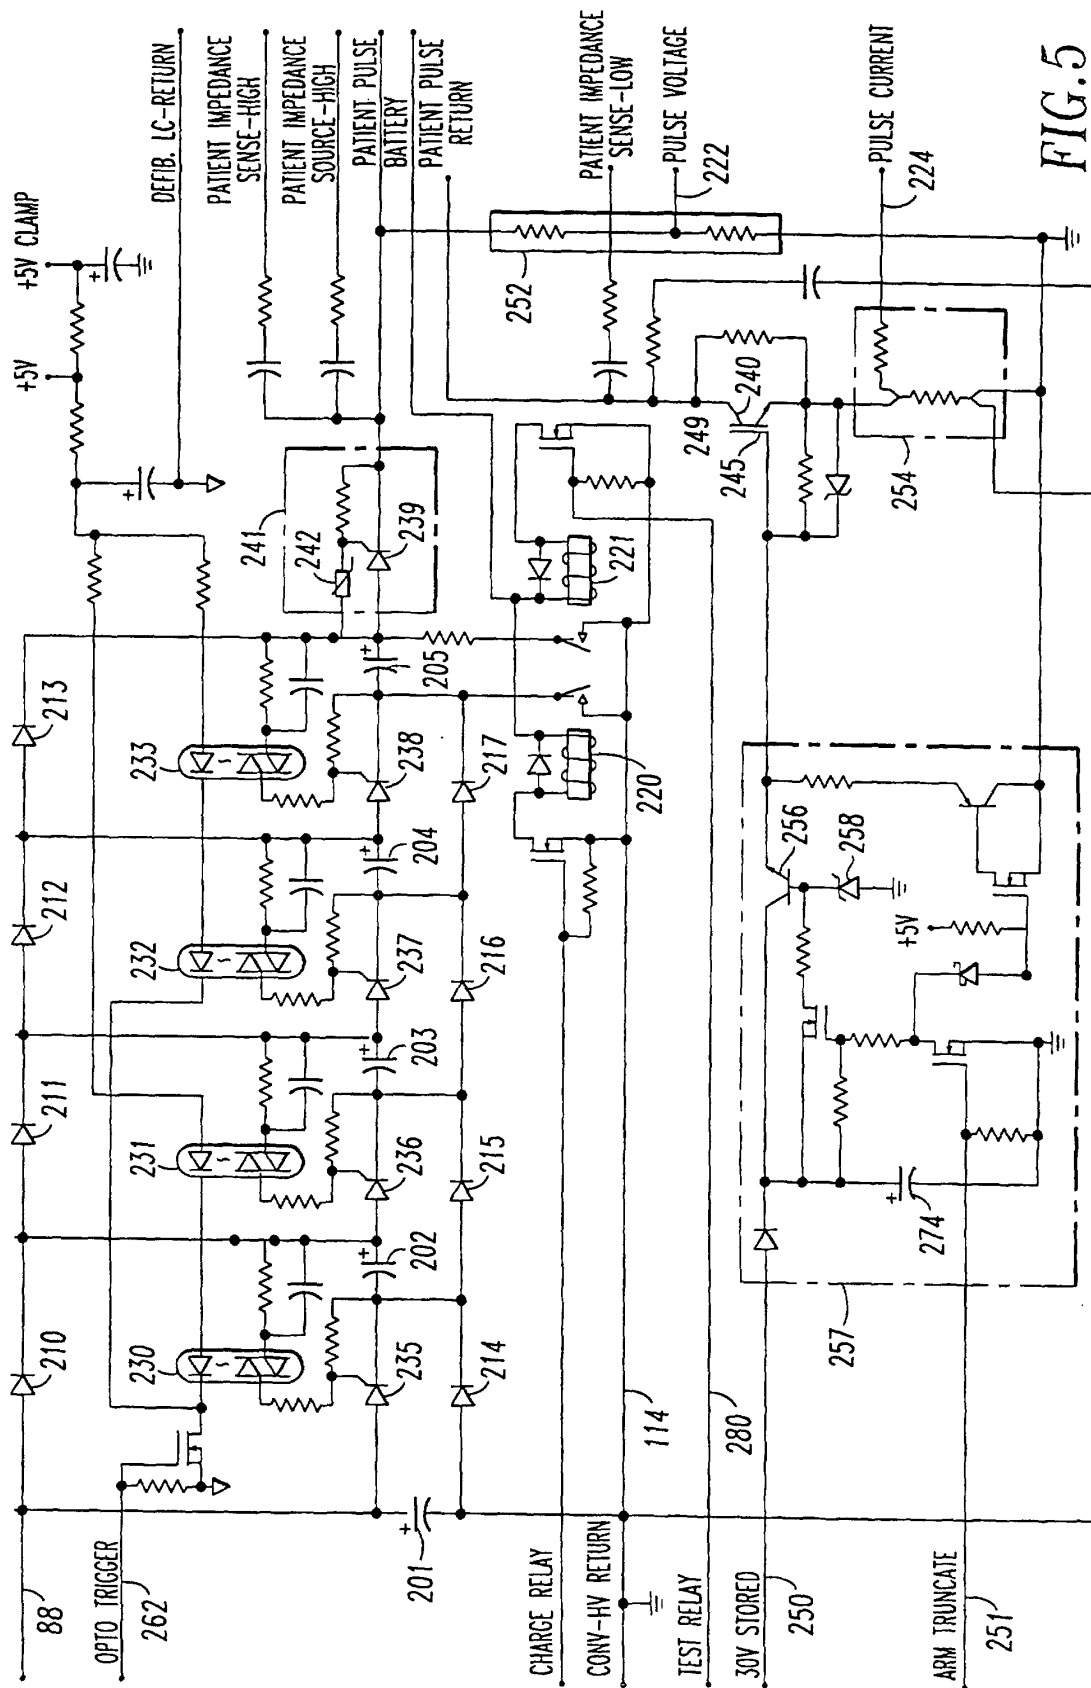 FIG.5
+5V CLAMP
+5V
DEFIB. LC-RETURN
PATIENT IMPEDANCE
SENSE-HIGH
PATIENT IMPEDANCE
SOURCE-HIGH
PATIENT PULSE
BATTERY
PATIENT PULSE
RETURN
PATIENT IMPEDANCE
SENSE-LOW
PULSE VOLTAGE
222
PULSE CURRENT
224
252
241
242
239
221
249
240
245
254
213
233
238
205
217
220
212
232
204
237
216
211
231
203
236
215
210
230
202
235
214
+
+
+
+
+
+
+
256
258
+5V
+
274
257
88
OPTO TRIGGER
262
201
CHARGE RELAY
CONV-HV RETURN
114
TEST RELAY
280
30V STORED
250
ARM TRUNCATE
251